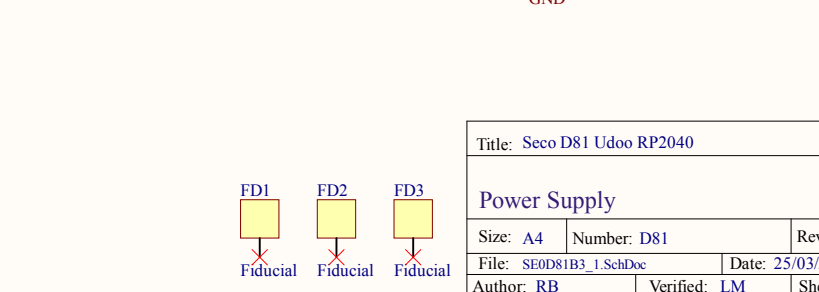 GND
FD1 FD2 FD3
Fiducial Fiducial Fiducial
Title: Seco D81 Udoo RP2040
Power Supply
Size: A4 Number: D81
File: SE0D81B3_1.SchDoc Date: 25/03/
Author: RB Verified: LM